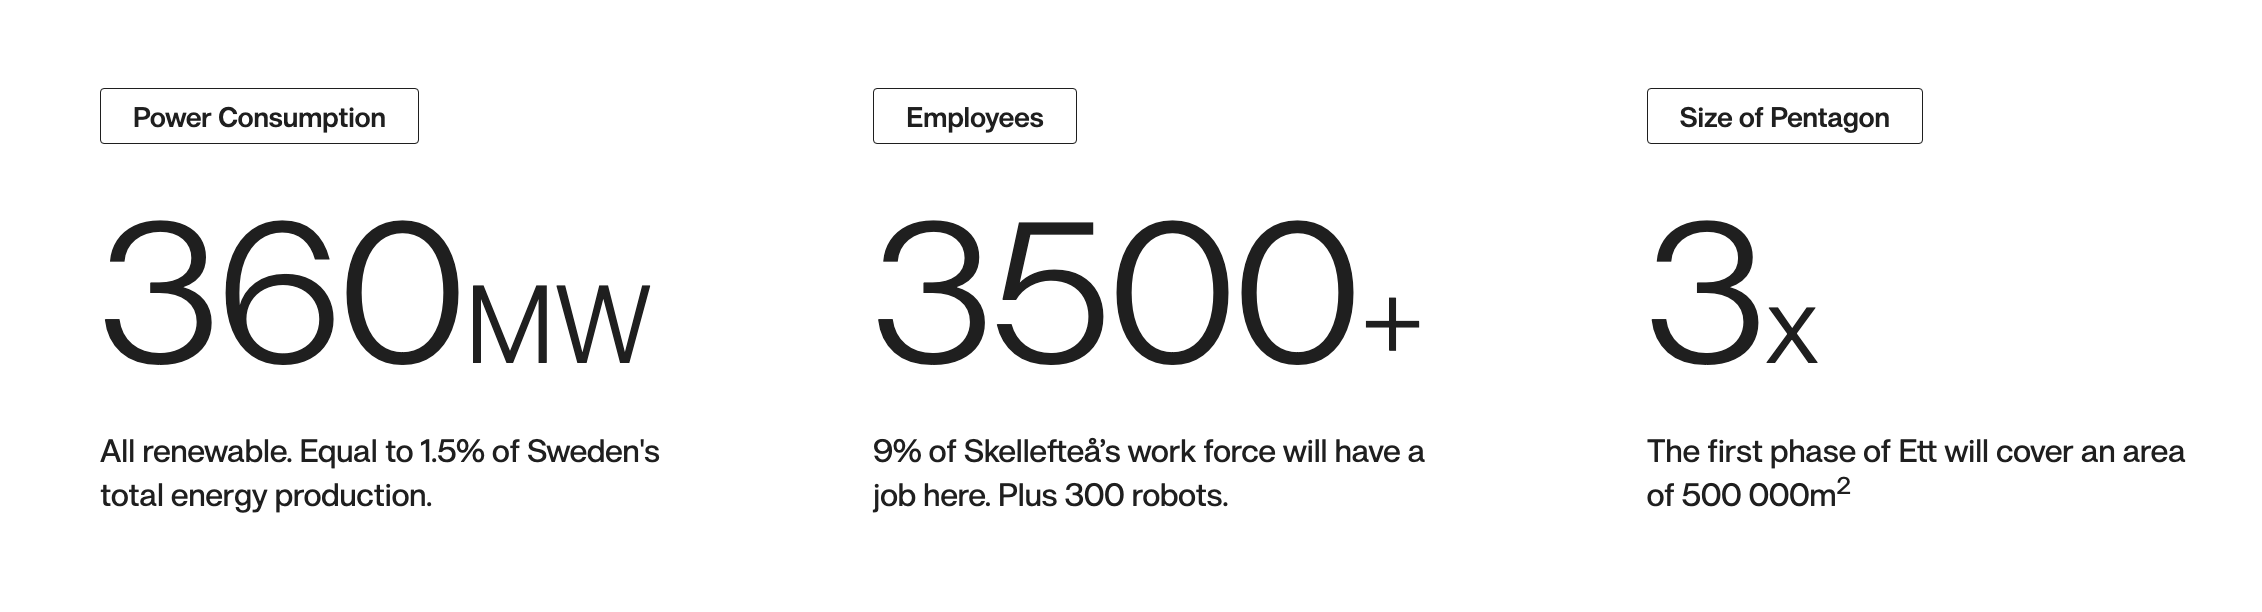 Power Consumption
360MW
All renewable. Equal to 1.5% of Sweden's
total energy production.
Employees
3500+
9% of Skellefteå’s work force will have a
job here. Plus 300 robots.
Size of Pentagon
3x
The first phase of Ett will cover an area
of 500 000m²